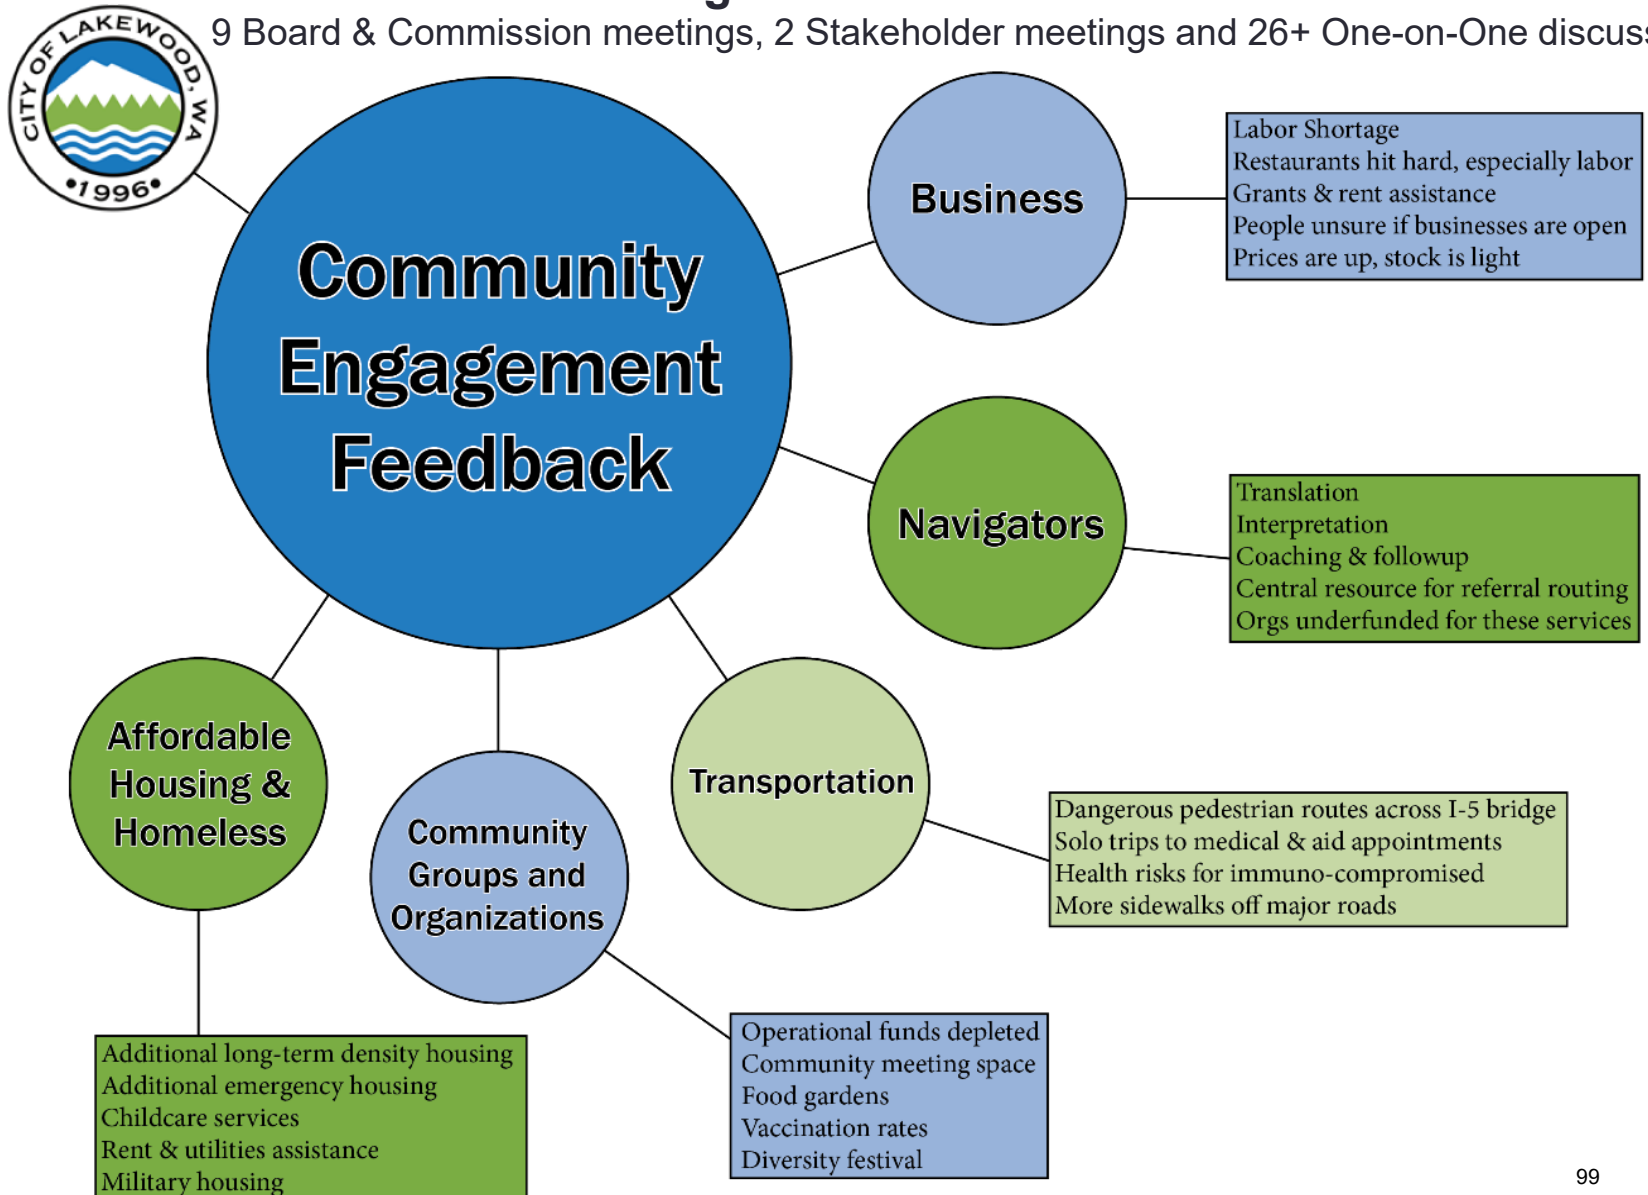 9 Board & Commission meetings, 2 Stakeholder meetings and 26+ One-on-One
CITY OF LAKEWOOD, WA
•1996•
Community
Engagement
Feedback
Business
Labor Shortage
Restaurants hit hard, especially labor
Grants & rent assistance
People unsure if businesses are open
Prices are up, stock is light
Navigators
Translation
Interpretation
Coaching & followup
Central resource for referral routing
Orgs underfunded for these services
Affordable
Housing &
Homeless
Additional long-term density housing
Additional emergency housing
Childcare services
Rent & utilities assistance
Military housing
Community
Groups and
Organizations
Operational funds depleted
Community meeting space
Food gardens
Vaccination rates
Diversity festival
Transportation
Dangerous pedestrian routes across I-5 bridge
Solo trips to medical & aid appointments
Health risks for immuno-compromised
More sidewalks off major roads
99